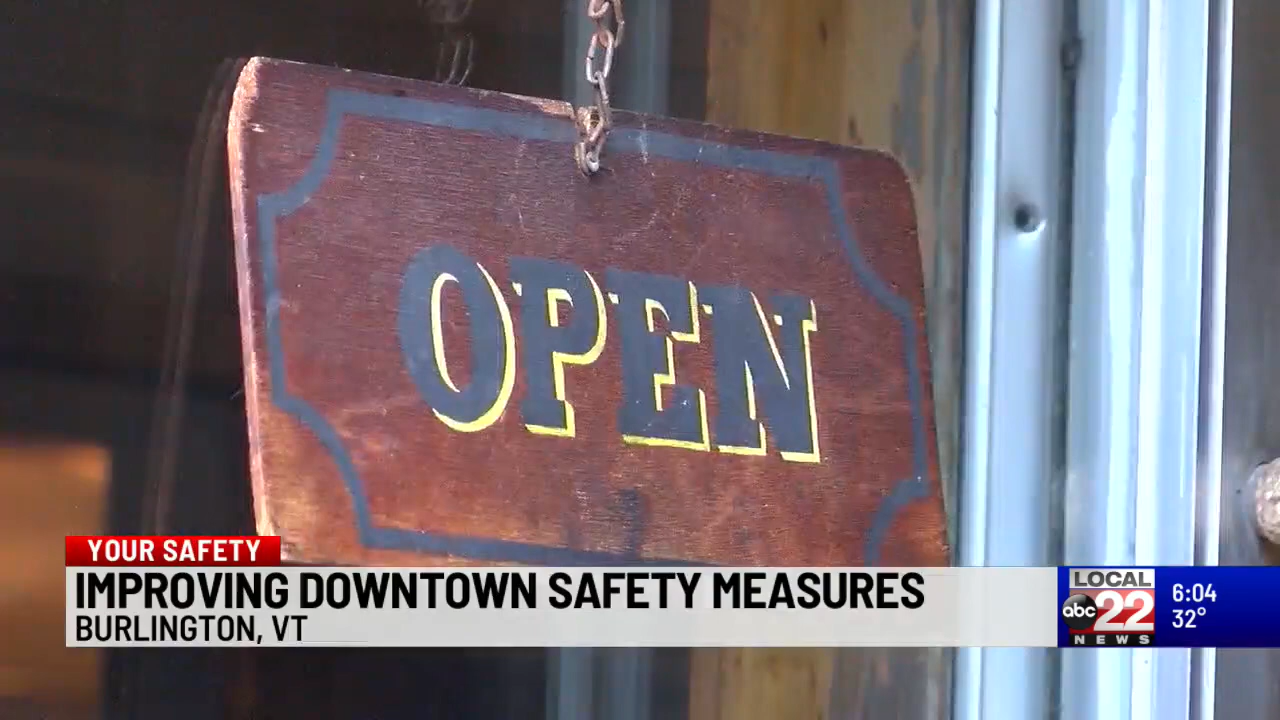 OPEN
YOUR SAFETY
IMPROVING DOWNTOWN SAFETY MEASURES
BURLINGTON, VT
LOCAL
abc 22
NEWS
6:04
32°